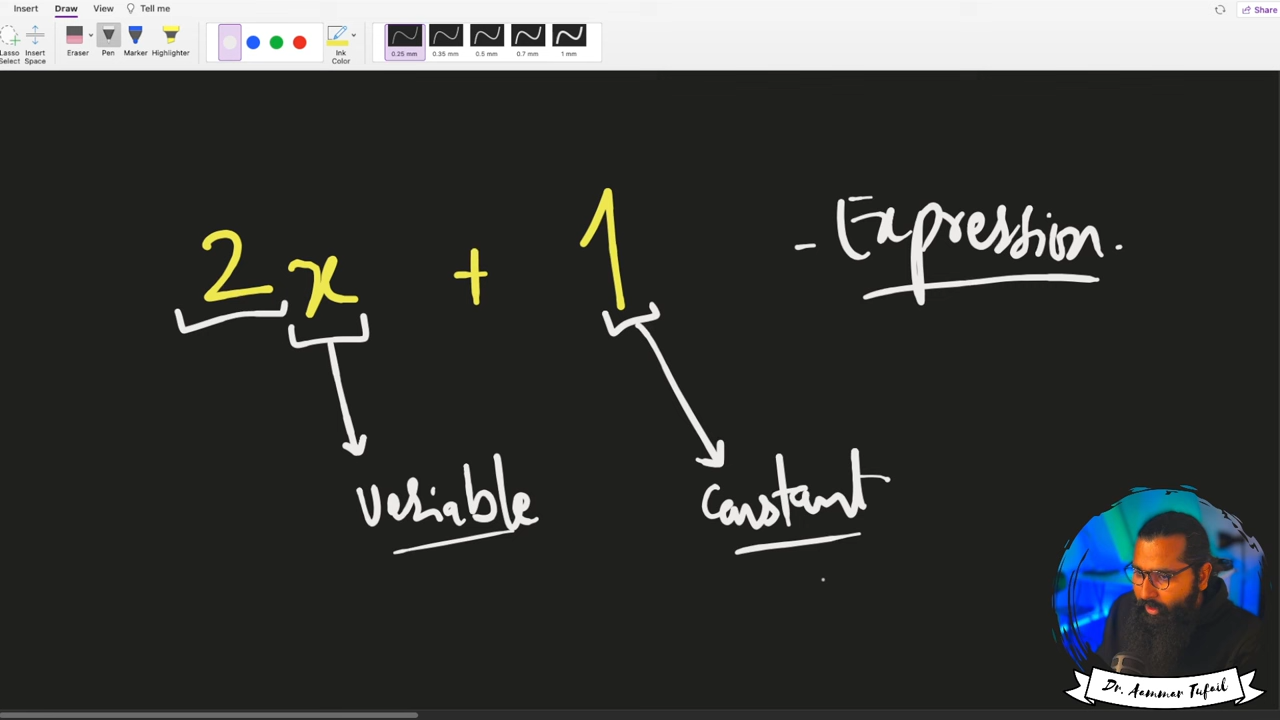 Insert Draw View Tell me
Share
Lasso Select
Insert Space
Eraser
Pen
Marker
Highlighter
Ink Color
0.25 mm
0.35 mm
0.5 mm
0.7 mm
1 mm
2x + 1
- Expression.
Veriable
Constant
Dr. Aammar Tufail